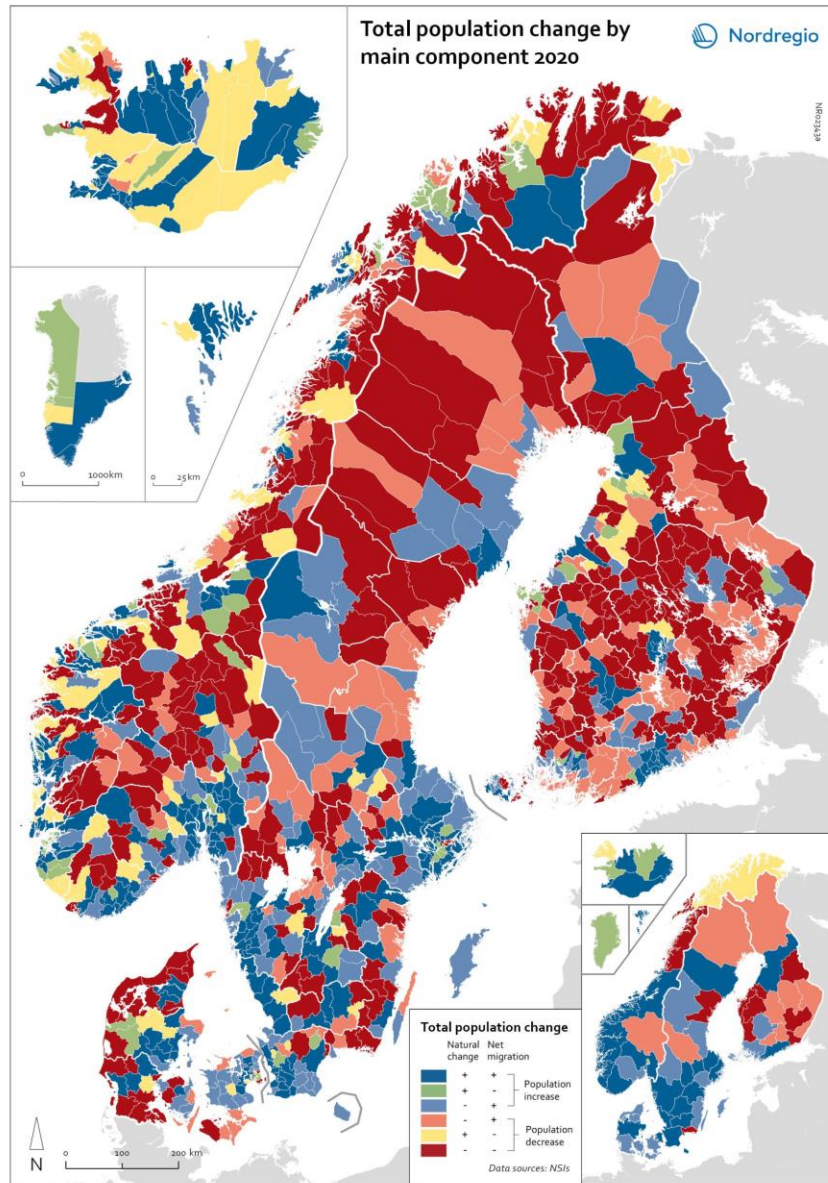 Total population change by
main component 2020
Nordregio
NR02343a
0 1000km
0 25km
Total population change
Natural change Net migration
+ +
+ -
- +
- +
+ -
- -
Population increase
Population decrease
Data sources: NSIs
N
0 100 200 km